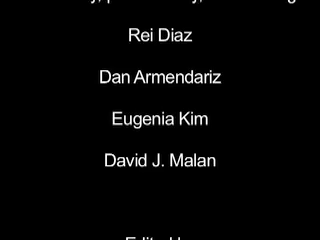 Rei Diaz
Dan Armendariz
Eugenia Kim
David J. Malan